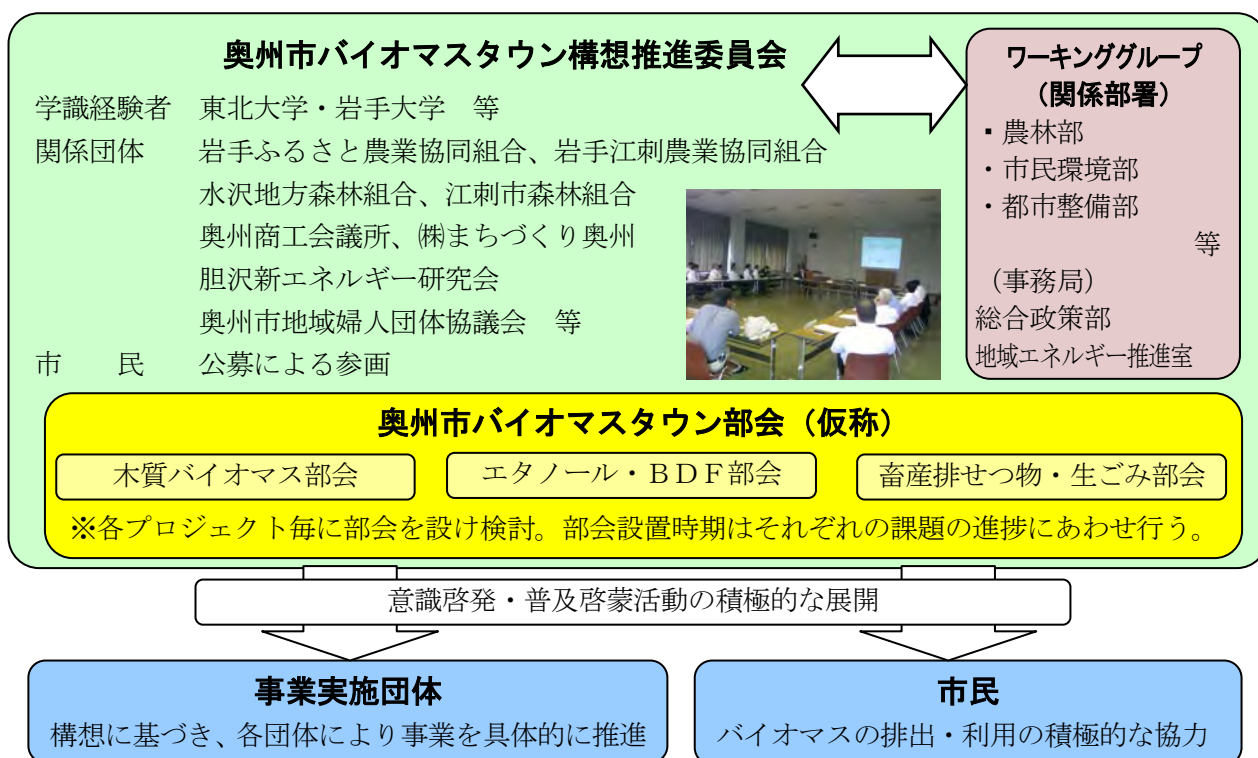 奥州市バイオマスタウン構想推進委員会
学識経験者　東北大学・岩手大学　等
関係団体　岩手ふるさと農業協同組合、岩手江刺農業協同組合
水沢地方森林組合、江刺市森林組合
奥州商工会議所、㈱まちづくり奥州
胆沢新エネルギー研究会
奥州市地域婦人団体協議会　等
市　　民　公募による参画
ワーキンググループ
（関係部署）
・農林部
・市民環境部
・都市整備部
等
（事務局）
総合政策部
地域エネルギー推進室
奥州市バイオマスタウン部会（仮称）
木質バイオマス部会
エタノール・ＢＤＦ部会
畜産排せつ物・生ごみ部会
※各プロジェクト毎に部会を設け検討。部会設置時期はそれぞれの課題の進捗にあわせ行う。
意識啓発・普及啓蒙活動の積極的な展開
事業実施団体
構想に基づき、各団体により事業を具体的に推進
市民
バイオマスの排出・利用の積極的な協力